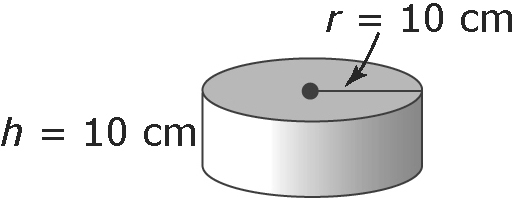 r = 10 cm
h = 10 cm